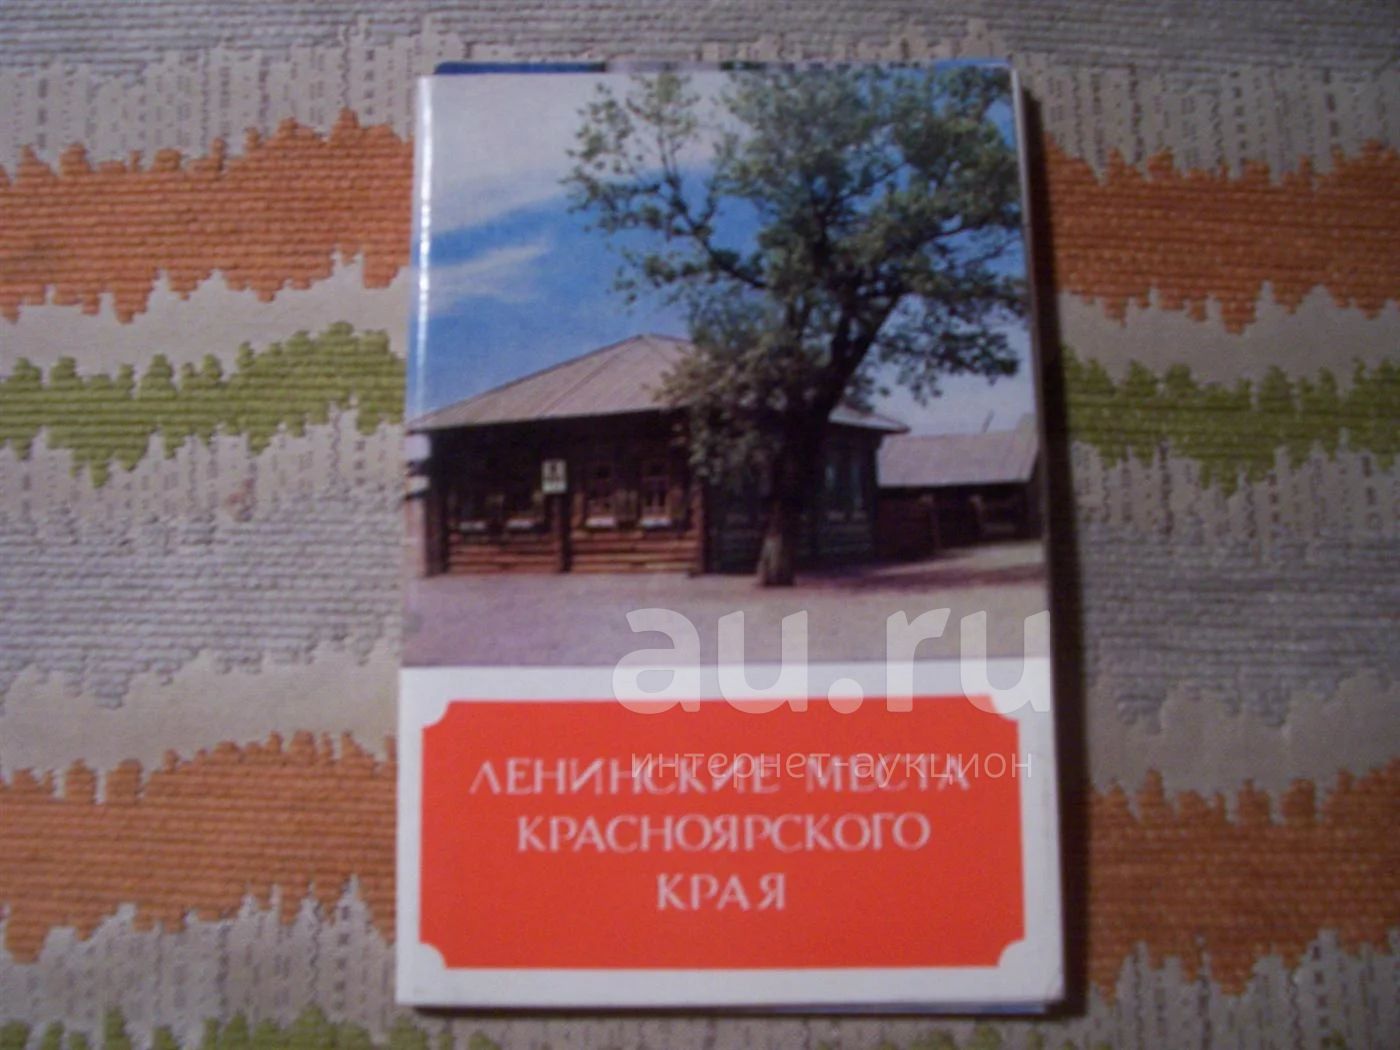 au.ru
интернет-аукцион
ЛЕНИНСКИЕ МЕСТА
КРАСНОЯРСКОГО
КРАЯ